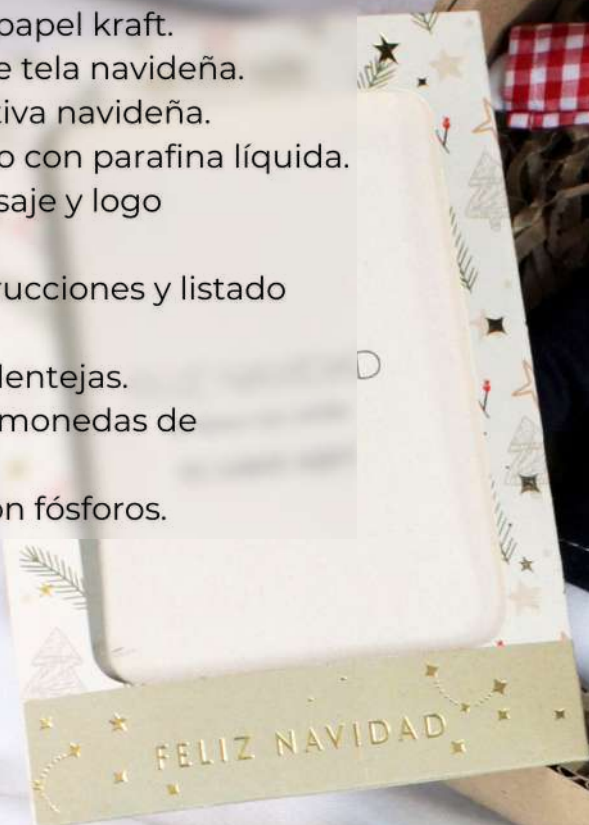 papel kraft.
e tela navideña.
tiva navideña.
o con parafina líquida.
saje y logo
rucciones y listado
lentejas.
monedas de
on fósforos.
D
FELIZ NAVIDAD